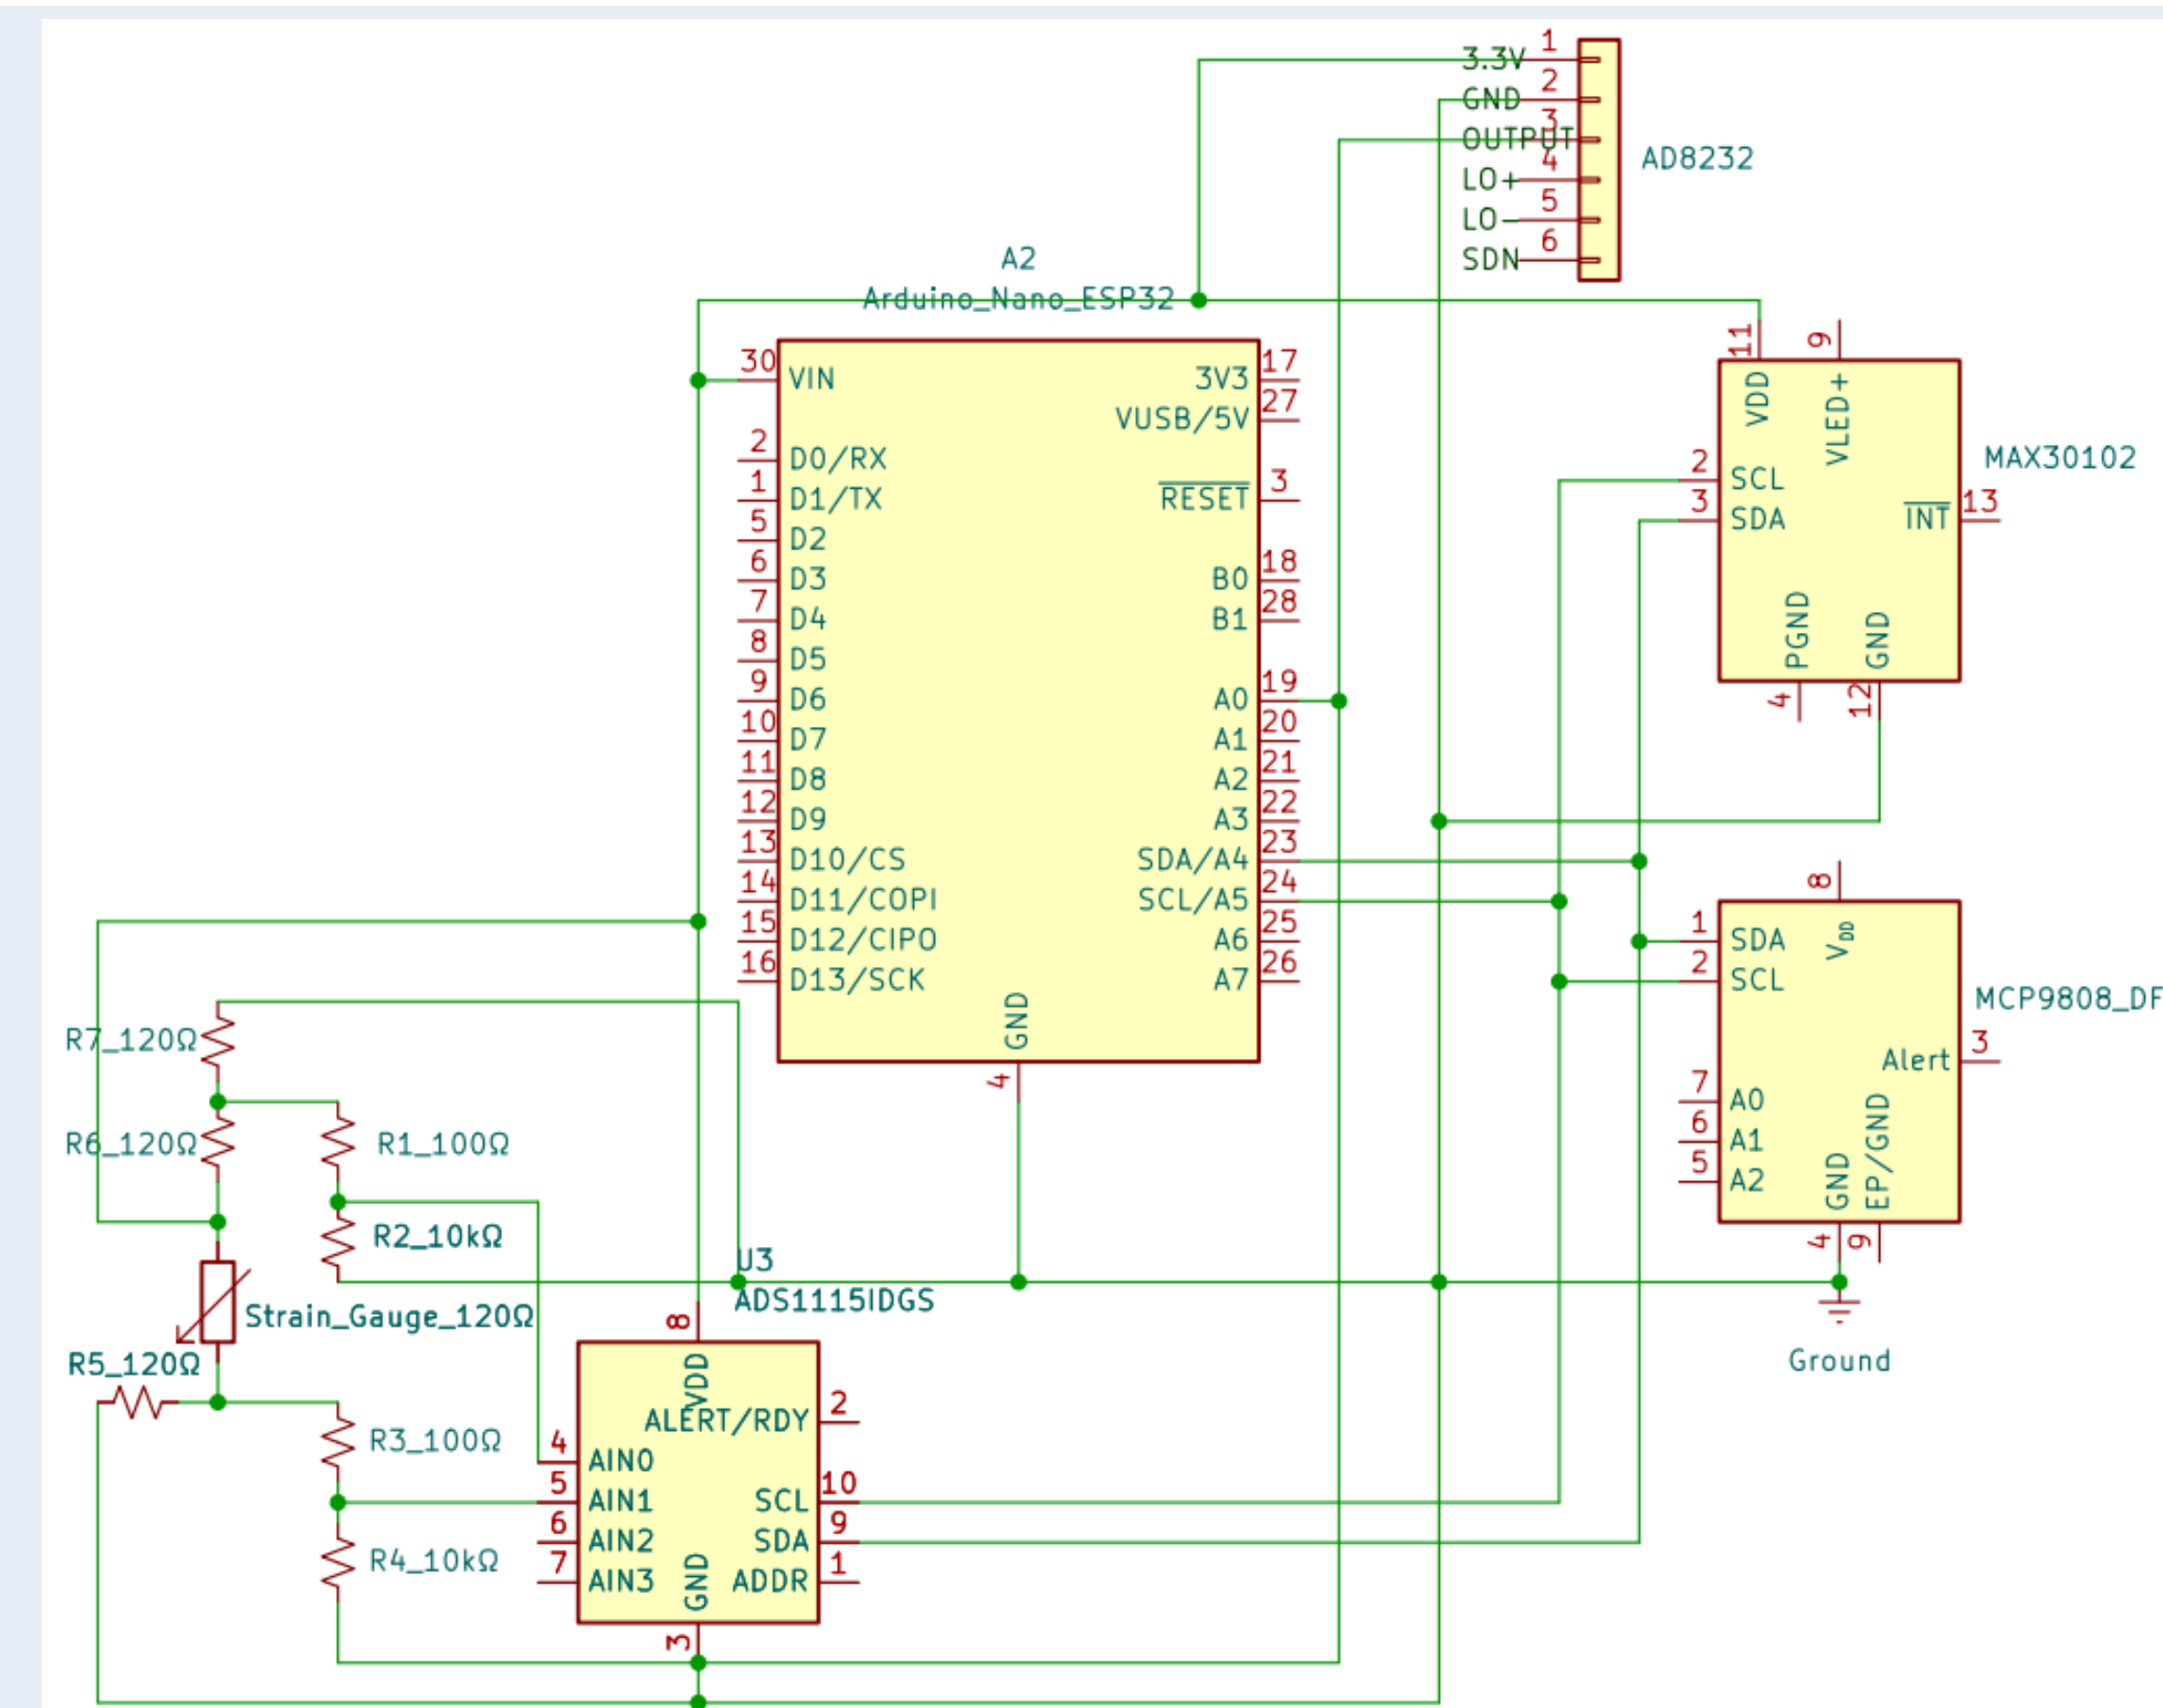 3.3V 1
GND 2
OUTPUT 3
LO+ 4
LO- 5
SDN 6
AD8232
A2
Arduino_Nano_ESP32
30 VIN
2 D0/RX
1 D1/TX
5 D2
6 D3
7 D4
8 D5
9 D6
10 D7
11 D8
12 D9
13 D10/CS
14 D11/COPI
15 D12/CIPO
16 D13/SCK
3V3 17
VUSB/5V 27
RESET 3
B0 18
B1 28
A0 19
A1 20
A2 21
A3 22
SDA/A4 23
SCL/A5 24
A6 25
A7 26
GND
4
11 VDD
9 VLED+
2 SCL
3 SDA
INT 13
PGND 4
GND 12
MAX30102
8 VDD
1 SDA
2 SCL
MCP9808_DF
Alert 3
7 A0
6 A1
5 A2
GND 4
EP/GND 9
Ground
R7_120Ω
R6_120Ω
R1_100Ω
R2_10kΩ
Strain_Gauge_120Ω
R5_120Ω
R3_100Ω
R4_10kΩ
U3
ADS1115IDGS
8 VDD
ALERT/RDY 2
4 AIN0
5 AIN1
6 AIN2
7 AIN3
SCL 10
SDA 9
ADDR 1
GND 3